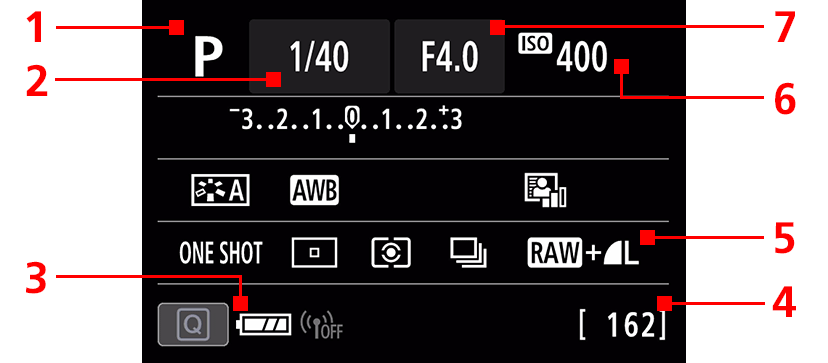 1 P 1/40 F4.0 ISO 400 7
2 6
-3..2..1..0..1..2..+3
A AWB
ONE SHOT RAW+L 5
3 4
Q OFF [ 162]